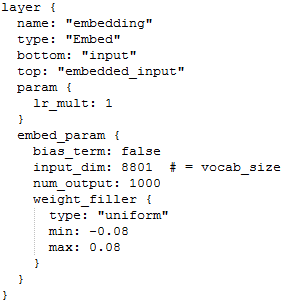 layer {
  name: "embedding"
  type: "Embed"
  bottom: "input"
  top: "embedded_input"
  param {
    lr_mult: 1
  }
  embed_param {
    bias_term: false
    input_dim: 8801  # = vocab_size
    num_output: 1000
    weight_filler {
      type: "uniform"
      min: -0.08
      max: 0.08
    }
  }
}